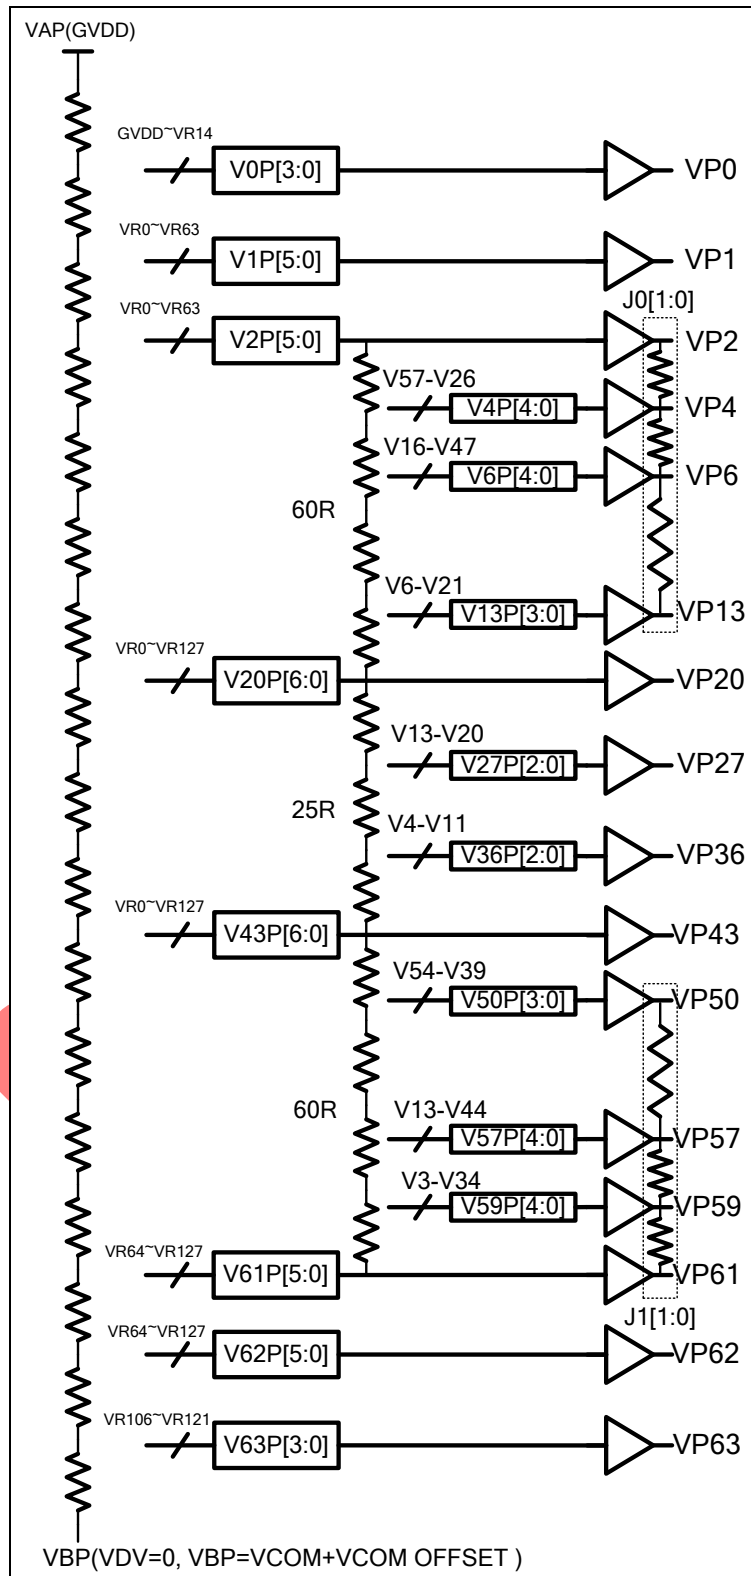 VAP(GVDD)
GVDD~VR14
V0P[3:0]
VP0
VR0~VR63
V1P[5:0]
VP1
J0[1:0]
VR0~VR63
V2P[5:0]
VP2
V57-V26
V4P[4:0]
VP4
V16-V47
V6P[4:0]
VP6
60R
V6-V21
V13P[3:0]
VP13
VR0~VR127
V20P[6:0]
VP20
V13-V20
V27P[2:0]
VP27
25R
V4-V11
V36P[2:0]
VP36
VR0~VR127
V43P[6:0]
VP43
V54-V39
V50P[3:0]
VP50
60R
V13-V44
V57P[4:0]
VP57
V3-V34
V59P[4:0]
VP59
VR64~VR127
V61P[5:0]
VP61
J1[1:0]
VR64~VR127
V62P[5:0]
VP62
VR106~VR121
V63P[3:0]
VP63
VBP(VDV=0, VBP=VCOM+VCOM OFFSET )